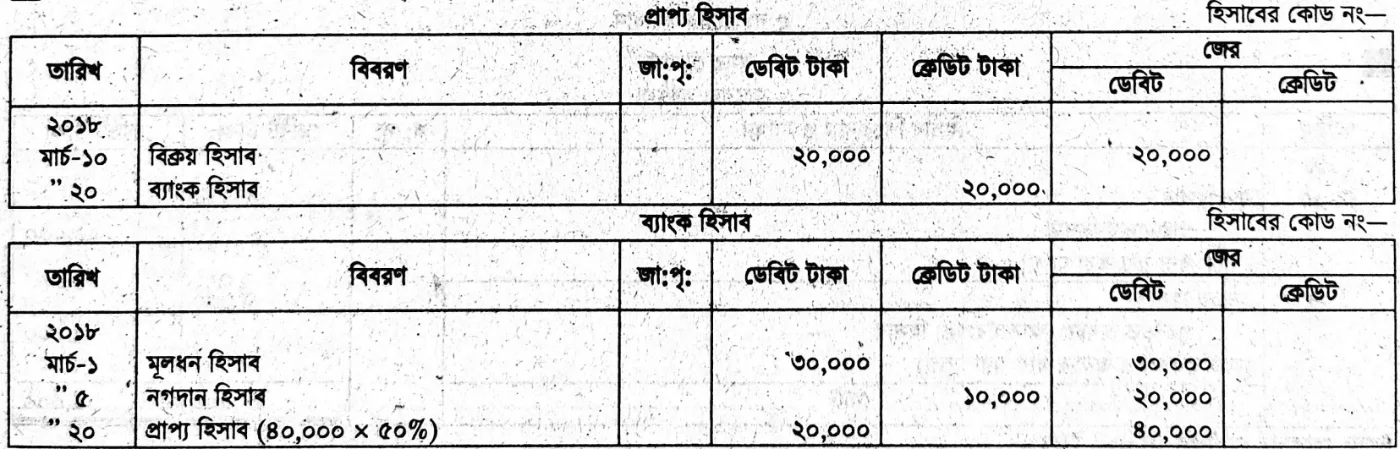 প্রাপ্য হিসাব হিসাবের কোড নং—
তারিখ বিবরণ জা:পৃ: ডেবিট টাকা ক্রেডিট টাকা জের
ডেবিট ক্রেডিট
২০১৮
মার্চ-১০ বিক্রয় হিসাব ২০,০০০ ২০,০০০
” ২০ ব্যাংক হিসাব ২০,০০০
ব্যাংক হিসাব হিসাবের কোড নং—
তারিখ বিবরণ জা:পৃ: ডেবিট টাকা ক্রেডিট টাকা জের
ডেবিট ক্রেডিট
২০১৮
মার্চ-১ মূলধন হিসাব ৩০,০০০ ৩০,০০০
” ৫ নগদান হিসাব ১০,০০০ ২০,০০০
” ২০ প্রাপ্য হিসাব (৪০,০০০ × ৫০%) ২০,০০০ ৪০,০০০